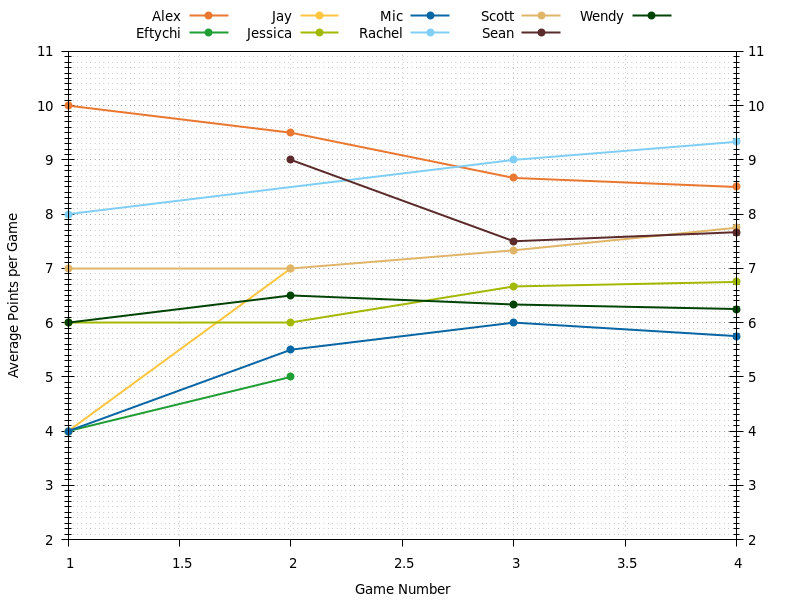 Alex Jay Mic Scott Wendy
Eftychi Jessica Rachel Sean
11 11
10 10
9 9
8 8
7 7
6 6
5 5
4 4
3 3
2 2
Average Points per Game
1 1.5 2 2.5 3 3.5 4
Game Number